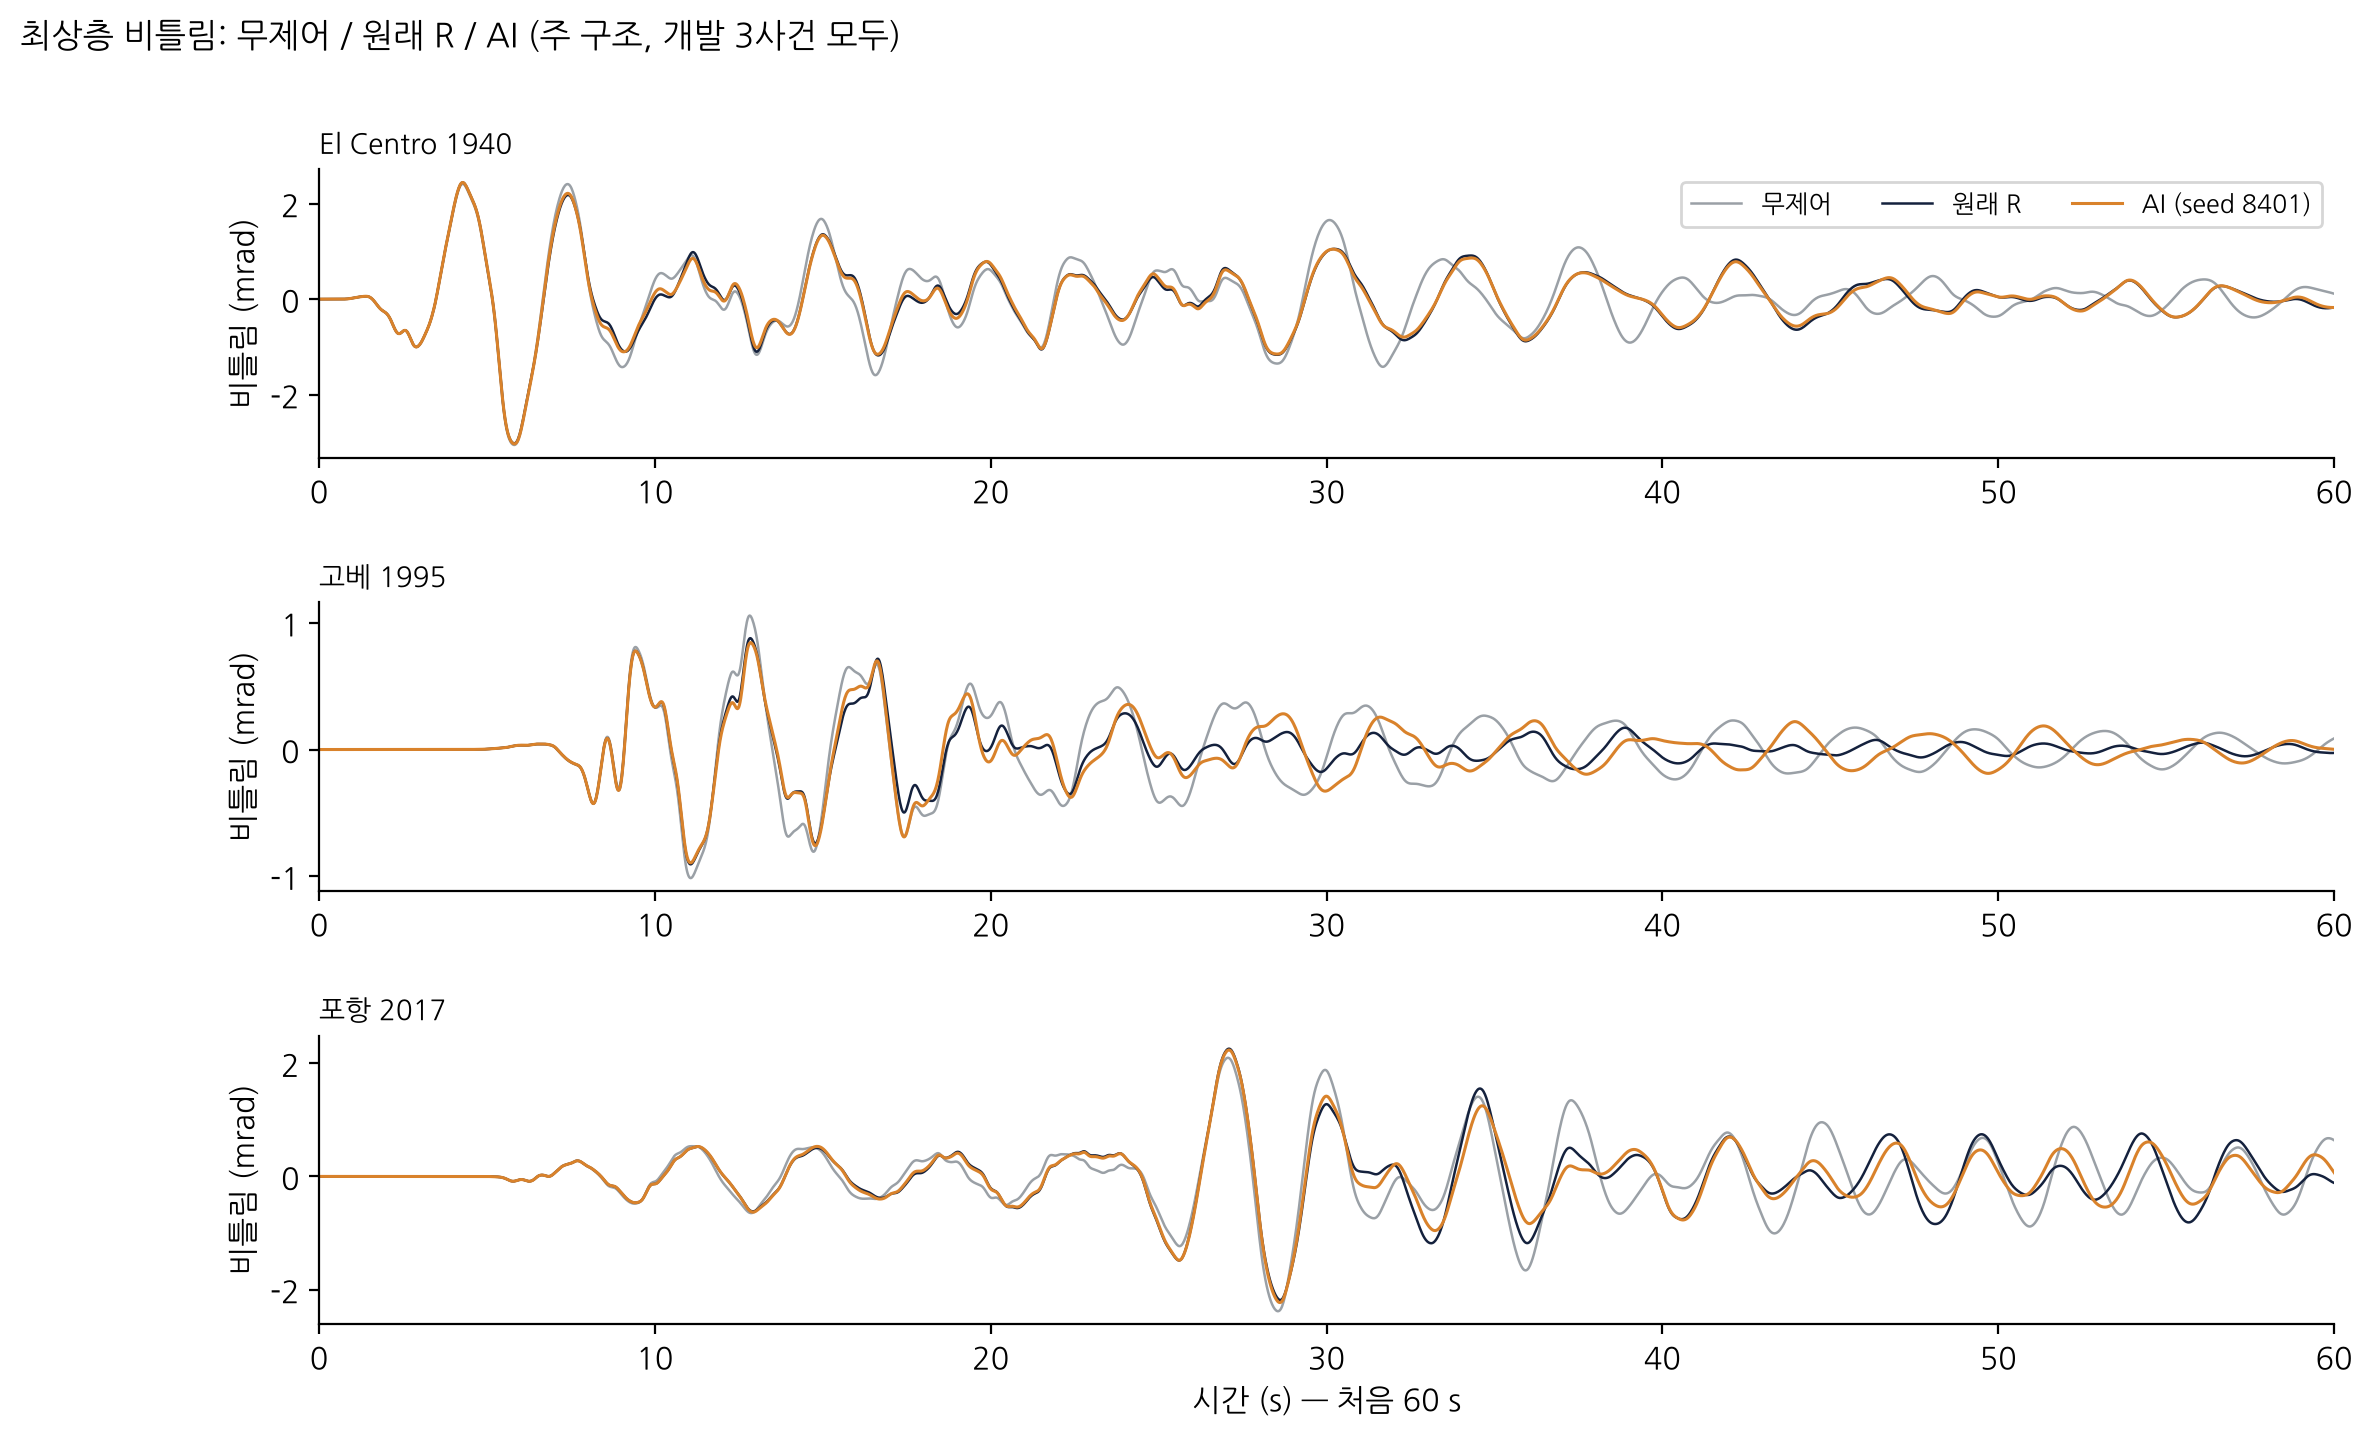 최상층 비틀림: 무제어 / 원래 R / AI (주 구조, 개발 3사건 모두)
El Centro 1940
무제어 원래 R AI (seed 8401)
비틀림 (mrad)
2
0
-2
0 10 20 30 40 50 60
고베 1995
비틀림 (mrad)
1
0
-1
0 10 20 30 40 50 60
포항 2017
비틀림 (mrad)
2
0
-2
0 10 20 30 40 50 60
시간 (s) — 처음 60 s